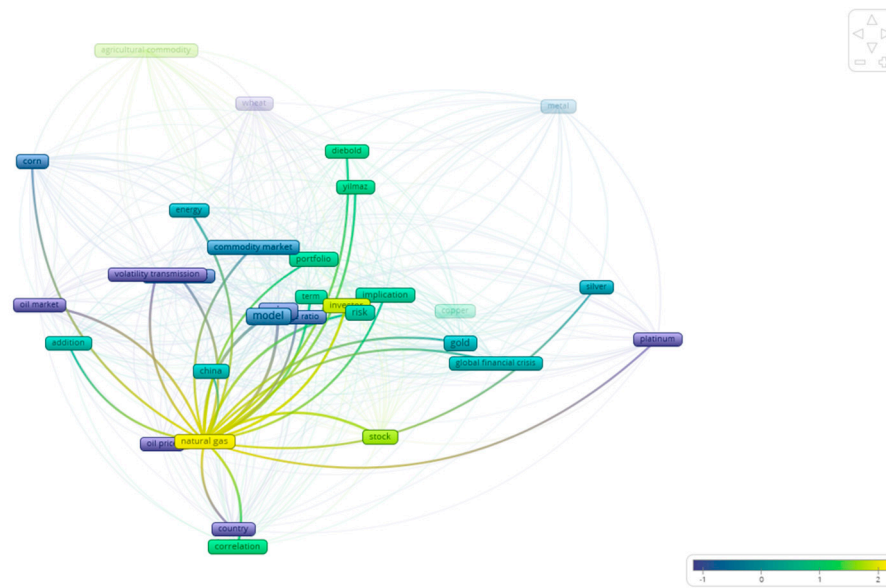 agricultural commodity
wheat
metal
diebold
corn
yilmaz
energy
commodity market
portfolio
volatility transmission
silver
term
implication
oil market
investor
copper
model
ratio
risk
platinum
addition
gold
global financial crisis
china
stock
oil price
natural gas
country
correlation
-1 0 1 2